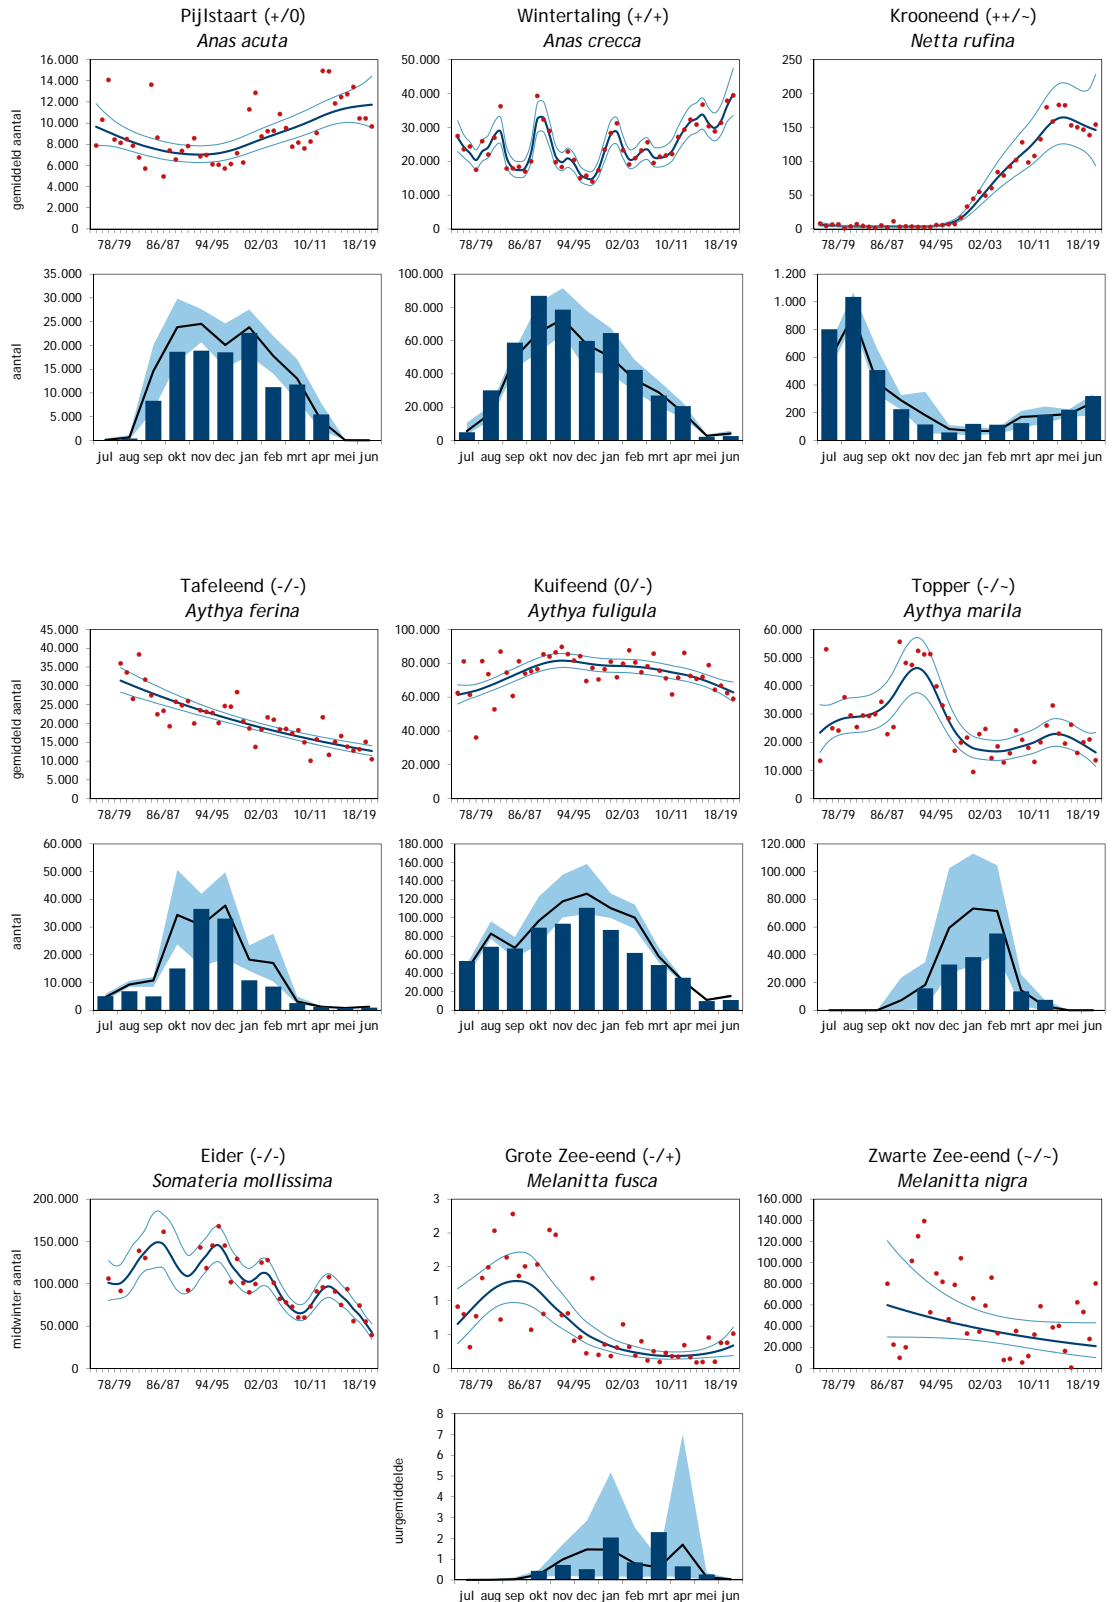 Pijlstaart (+/0)
Anas acuta
gemiddeld aantal
16.000
14.000
12.000
10.000
8.000
6.000
4.000
2.000
0
78/79 86/87 94/95 02/03 10/11 18/19
aantal
35.000
30.000
25.000
20.000
15.000
10.000
5.000
0
jul aug sep okt nov dec jan feb mrt apr mei jun
Wintertaling (+/+)
Anas crecca
50.000
40.000
30.000
20.000
10.000
0
78/79 86/87 94/95 02/03 10/11 18/19
100.000
80.000
60.000
40.000
20.000
0
jul aug sep okt nov dec jan feb mrt apr mei jun
Krooneend (++/~)
Netta rufina
250
200
150
100
50
0
78/79 86/87 94/95 02/03 10/11 18/19
1.200
1.000
800
600
400
200
0
jul aug sep okt nov dec jan feb mrt apr mei jun
Tafeleend (-/-)
Aythya ferina
gemiddeld aantal
45.000
40.000
35.000
30.000
25.000
20.000
15.000
10.000
5.000
0
78/79 86/87 94/95 02/03 10/11 18/19
aantal
60.000
50.000
40.000
30.000
20.000
10.000
0
jul aug sep okt nov dec jan feb mrt apr mei jun
Kuifeend (0/-)
Aythya fuligula
100.000
80.000
60.000
40.000
20.000
0
78/79 86/87 94/95 02/03 10/11 18/19
180.000
160.000
140.000
120.000
100.000
80.000
60.000
40.000
20.000
0
jul aug sep okt nov dec jan feb mrt apr mei jun
Topper (-/~)
Aythya marila
60.000
50.000
40.000
30.000
20.000
10.000
0
78/79 86/87 94/95 02/03 10/11 18/19
120.000
100.000
80.000
60.000
40.000
20.000
0
jul aug sep okt nov dec jan feb mrt apr mei jun
Eider (-/-)
Somateria mollissima
midwinter aantal
200.000
150.000
100.000
50.000
0
78/79 86/87 94/95 02/03 10/11 18/19
Grote Zee-eend (-/+)
Melanitta fusca
3
2
2
1
1
0
78/79 86/87 94/95 02/03 10/11 18/19
uurgemiddelde
8
7
6
5
4
3
2
1
0
jul aug sep okt nov dec jan feb mrt apr mei jun
Zwarte Zee-eend (~/~)
Melanitta nigra
160.000
140.000
120.000
100.000
80.000
60.000
40.000
20.000
0
78/79 86/87 94/95 02/03 10/11 18/19